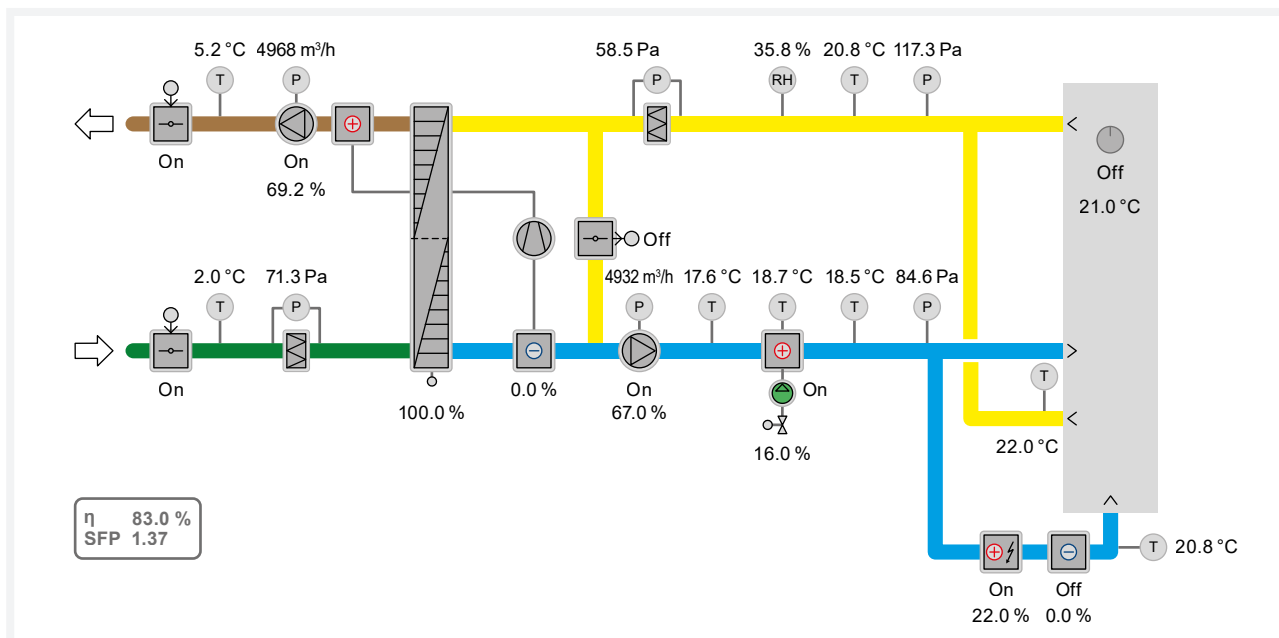 5.2 °C 4968 m³/h 58.5 Pa 35.8 % 20.8 °C 117.3 Pa
T P P RH T P
On On Off
69.2 % 21.0 °C
Off
2.0 °C 71.3 Pa 4932 m³/h 17.6 °C 18.7 °C 18.5 °C 84.6 P​a
T P P T T T P
T
On 0.0 % On On
100.0 % 67.0 %
22.0 °C
16.0 %
η 83.0 %
SFP 1.37
T 20.8 °C
On Off
22.0 % 0.0 %